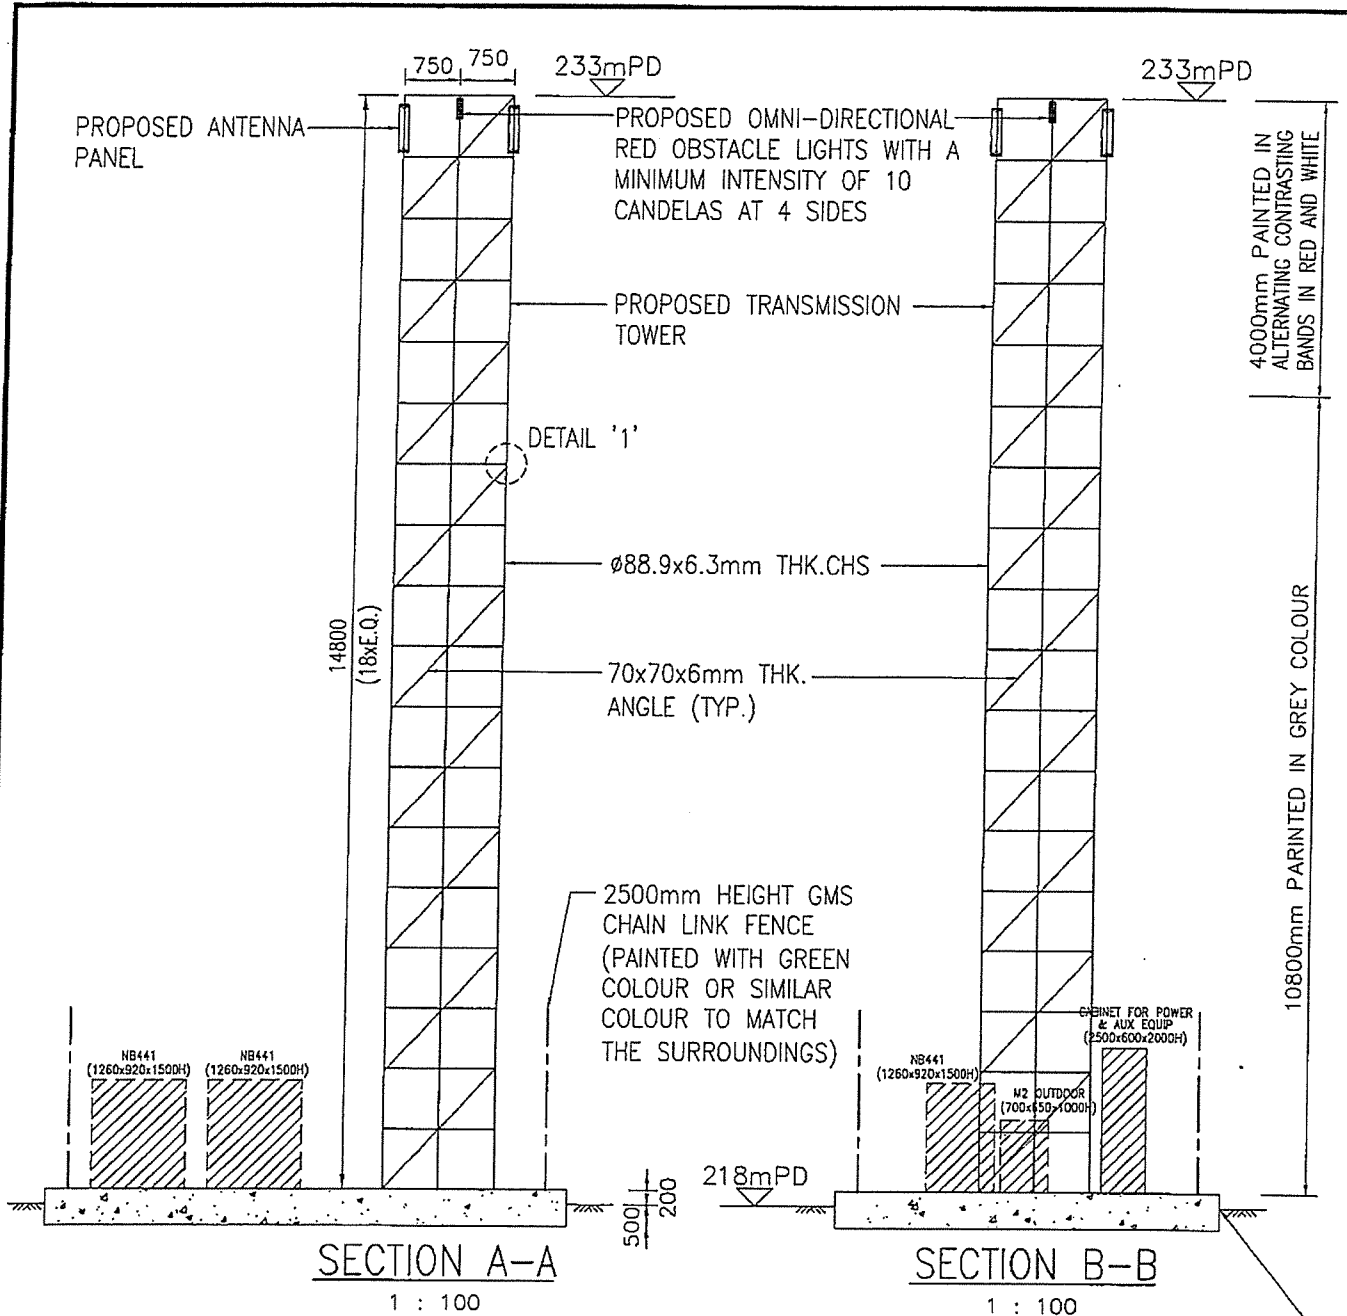 750
750
233mPD
233mPD
PROPOSED ANTENNA
PANEL
PROPOSED OMNI-DIRECTIONAL
RED OBSTACLE LIGHTS WITH A
MINIMUM INTENSITY OF 10
CANDELAS AT 4 SIDES
4000mm PAINTED IN
ALTERNATING CONTRASTING
BANDS IN RED AND WHITE
PROPOSED TRANSMISSION
TOWER
DETAIL '1'
ø88.9x6.3mm THK.CHS
14800
(18xE.Q.)
70x70x6mm THK.
ANGLE (TYP.)
10800mm PARINTED IN GREY COLOUR
2500mm HEIGHT GMS
CHAIN LINK FENCE
(PAINTED WITH GREEN
COLOUR OR SIMILAR
COLOUR TO MATCH
THE SURROUNDINGS)
NB441
(1260x920x1500H)
NB441
(1260x920x1500H)
NB441
(1260x920x1500H)
M2 OUTDOOR
(700x650x1000H)
CABINET FOR POWER
& AUX EQUIP
(2500x600x2000H)
218mPD
200
500
SECTION A-A
1 : 100
SECTION B-B
1 : 100